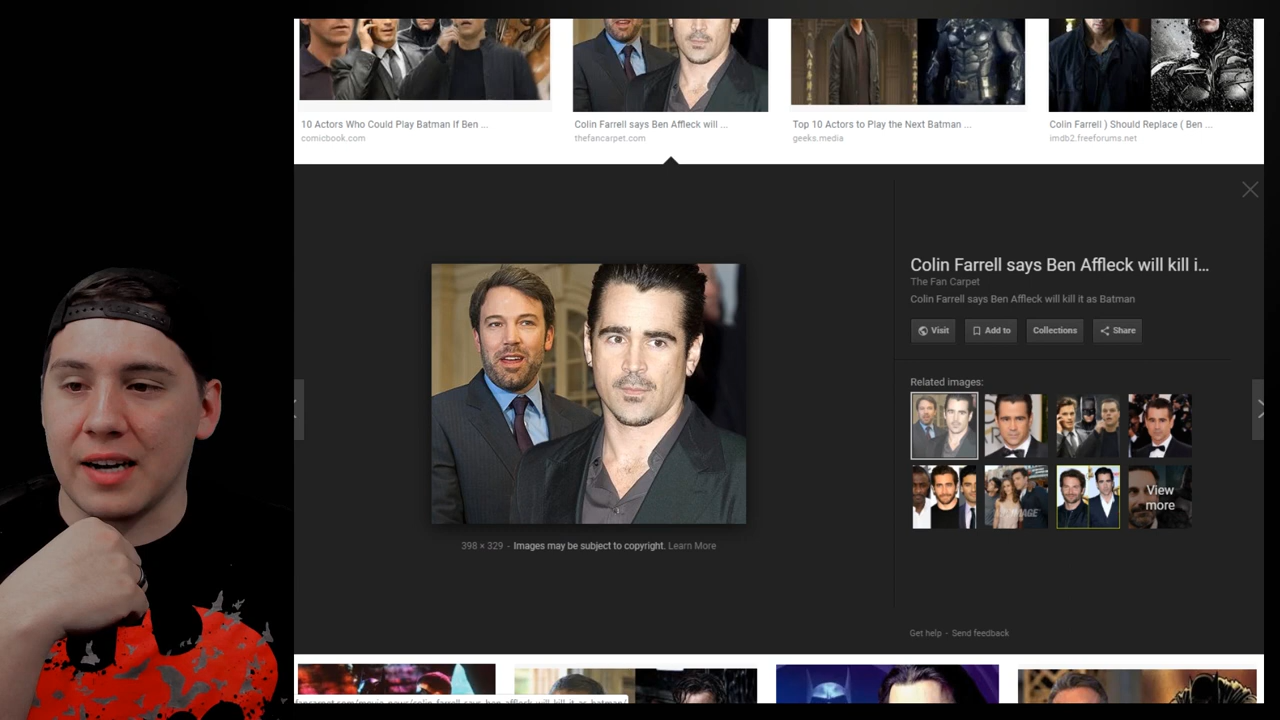 10 Actors Who Could Play Batman If Ben ...
comicbook.com
Colin Farrell says Ben Affleck will ...
thefancarpet.com
Top 10 Actors to Play the Next Batman ...
geeks.media
Colin Farrell ) Should Replace ( Ben ...
imdb2.freeforums.net
Colin Farrell says Ben Affleck will kill i...
The Fan Carpet
Colin Farrell says Ben Affleck will kill it as Batman
Visit
Add to
Collections
Share
Related images:
View
more
398 × 329 - Images may be subject to copyright. Learn More
Get help - Send feedback